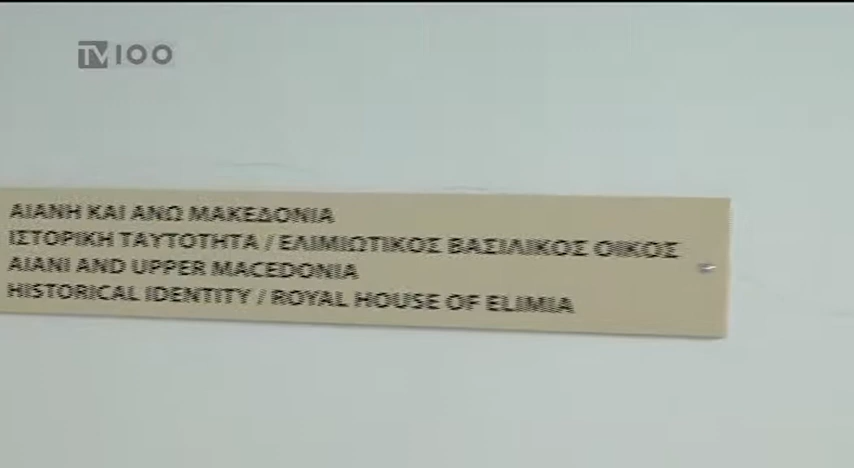 TV100
ΑΙΑΝΗ ΚΑΙ ΑΝΩ ΜΑΚΕΔΟΝΙΑ
ΙΣΤΟΡΙΚΗ ΤΑΥΤΟΤΗΤΑ / ΕΛΙΜΙΩΤΙΚΟΣ ΒΑΣΙΛΙΚΟΣ ΟΙΚΟΣ
AIANI AND UPPER MACEDONIA
HISTORICAL IDENTITY / ROYAL HOUSE OF ELIMIA